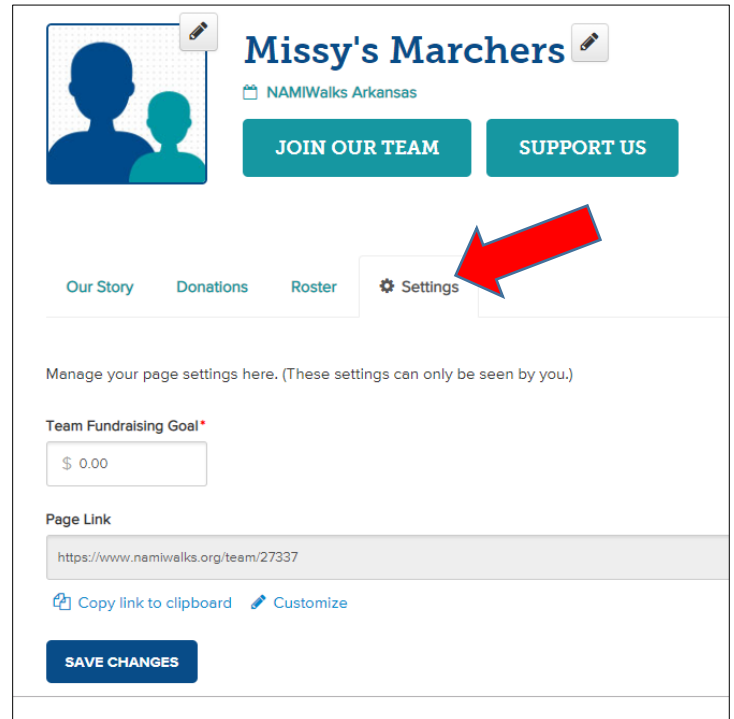 Missy's Marchers
NAMIWalks Arkansas
JOIN OUR TEAM SUPPORT US
Our Story Donations Roster Settings
Manage your page settings here. (These settings can only be seen by you.)
Team Fundraising Goal*
$ 0.00
Page Link
https://www.namiwalks.org/team/27337
Copy link to clipboard Customize
SAVE CHANGES